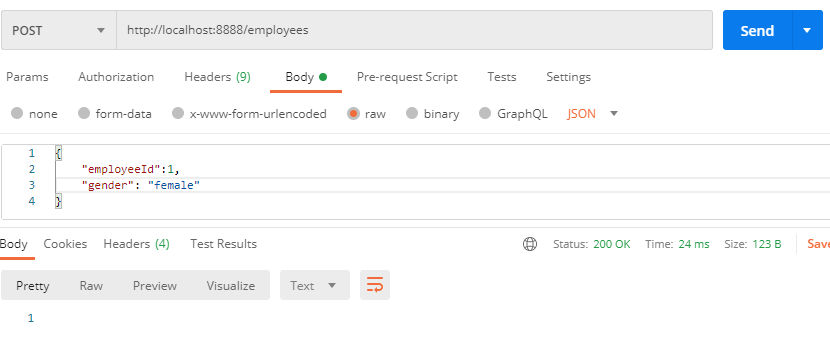 POST http://localhost:8888/employees Send
Params Authorization Headers (9) Body Pre-request Script Tests Settings
none form-data x-www-form-urlencoded raw binary GraphQL JSON
1 {
2 "employeeId":1,
3 "gender": "female"
4 }
Body Cookies Headers (4) Test Results Status: 200 OK Time: 24 ms Size: 123 B Save
Pretty Raw Preview Visualize Text
1